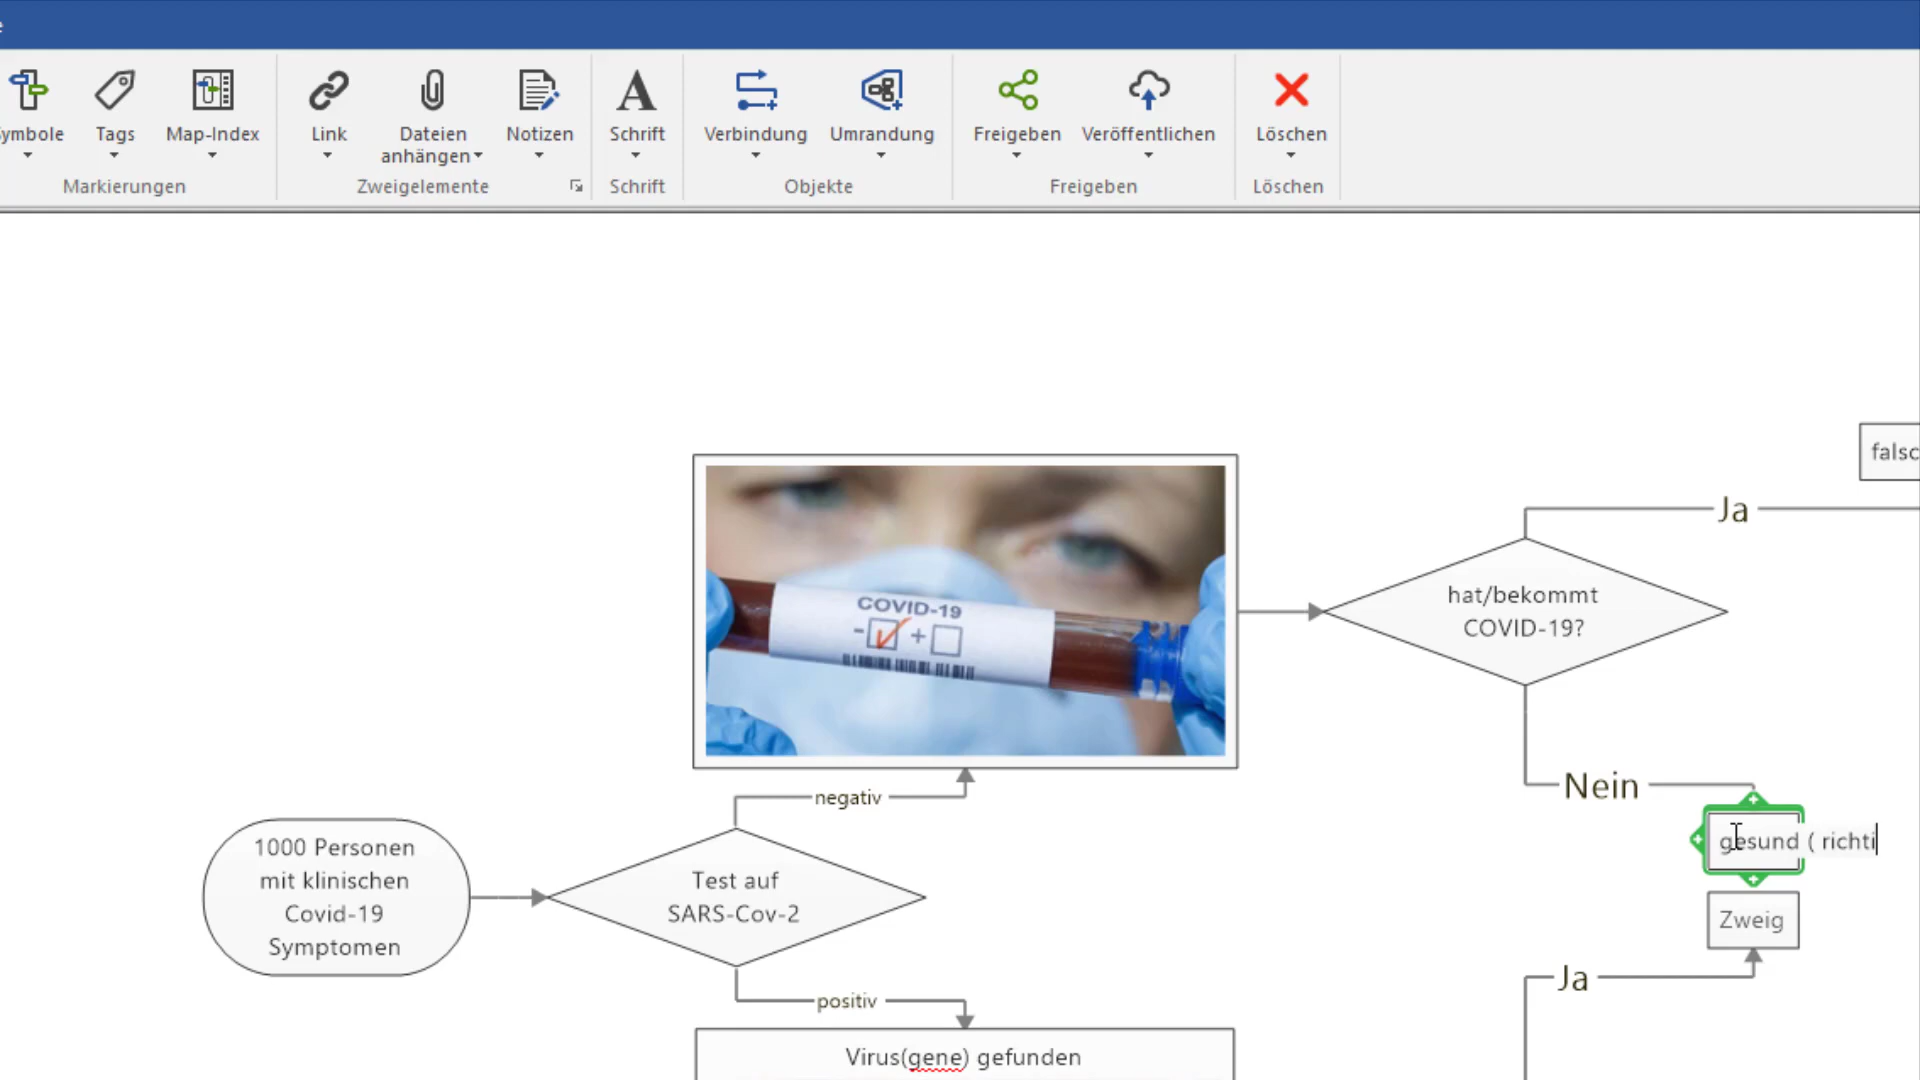 Symbole
Tags
Map-Index
Link
Dateien
anhängen
Notizen
Schrift
Verbindung
Umrandung
Freigeben
Veröffentlichen
Löschen
Markierungen
Zweigelemente
Schrift
Objekte
Freigeben
Löschen
falsc
Ja
hat/bekommt
COVID-19?
COVID-19
- +
Nein
negativ
gesund ( richti
1000 Personen
mit klinischen
Covid-19
Symptomen
Test auf
SARS-Cov-2
Zweig
Ja
positiv
Virus(gene) gefunden